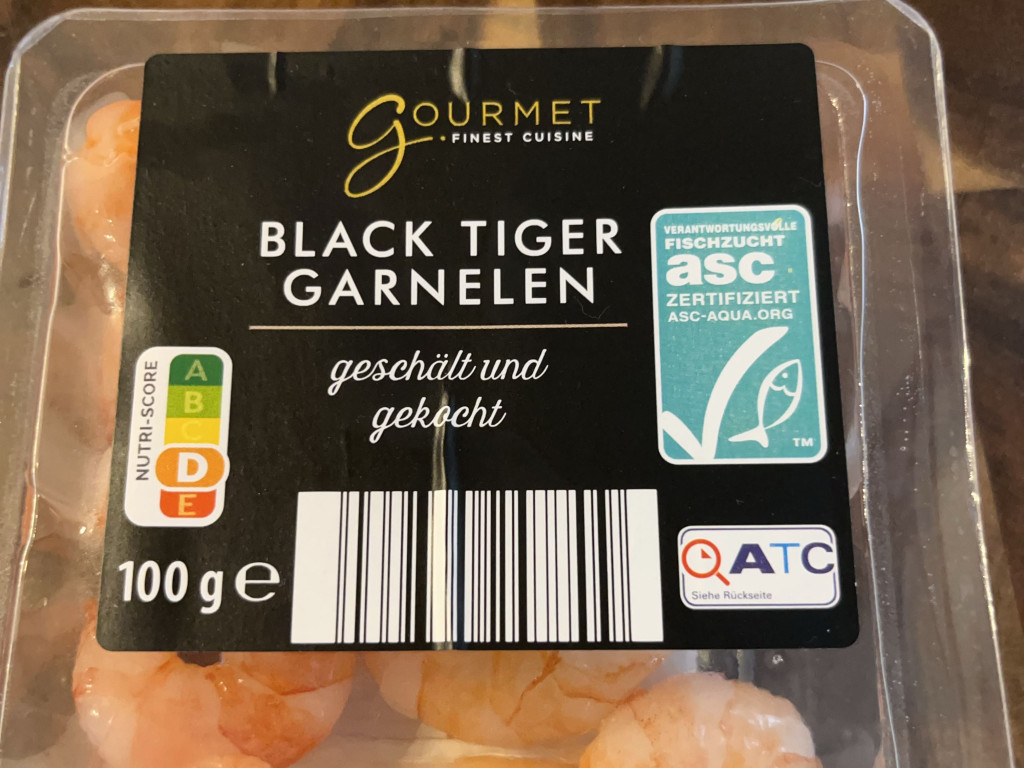 GOURMET
FINEST CUISINE
BLACK TIGER
GARNELEN
geschält und
gekocht
VERANTWORTUNGSVOLLE
FISCHZUCHT
asc
ZERTIFIZIERT
ASC-AQUA.ORG
TM
NUTRI-SCORE
A
B
C
D
E
100 g e
ATC
Siehe Rückseite